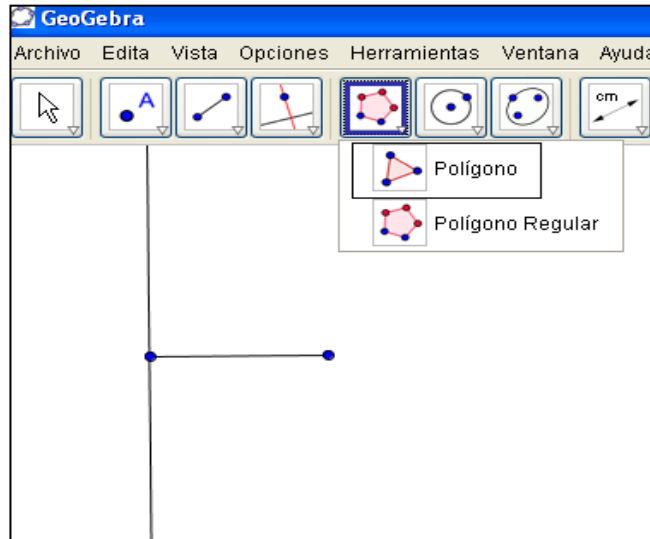 GeoGebra
Archivo Edita Vista Opciones Herramientas Ventana Ayuda
A
cm
Polígono
Polígono Regular